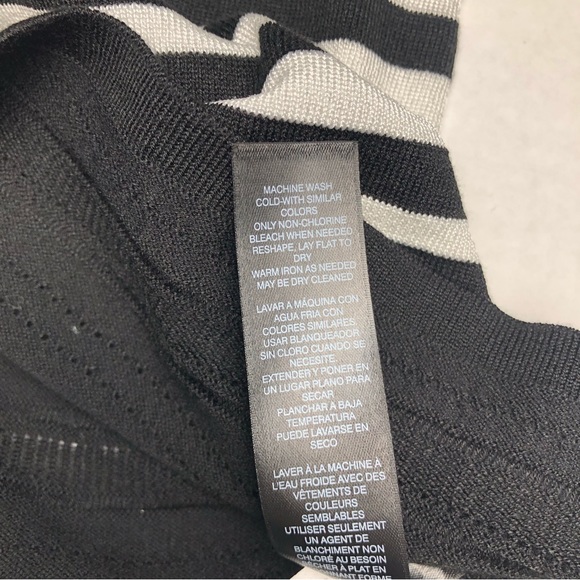 MACHINE WASH
COLD-WITH SIMILAR
COLORS
ONLY NON-CHLORINE
BLEACH WHEN NEEDED
RESHAPE, LAY FLAT TO
DRY
WARM IRON AS NEEDED
MAY BE DRY CLEANED
LAVAR A MÁQUINA CON
AGUA FRIA CON
COLORES SIMILARES.
USAR BLANQUEADOR
SIN CLORO CUANDO SE
NECESITE.
EXTENDER Y PONER EN
UN LUGAR PLANO PARA
SECAR
PLANCHAR A BAJA
TEMPERATURA
PUEDE LAVARSE EN
SECO
LAVER À LA MACHINE À
L'EAU FROIDE AVEC DES
VÊTEMENTS DE
COULEURS
SEMBLABLES
UTILISER SEULEMENT
UN AGENT DE
BLANCHIMENT NON
CHLORÉ AU BESOIN
SÉCHER À PLAT EN
FORME